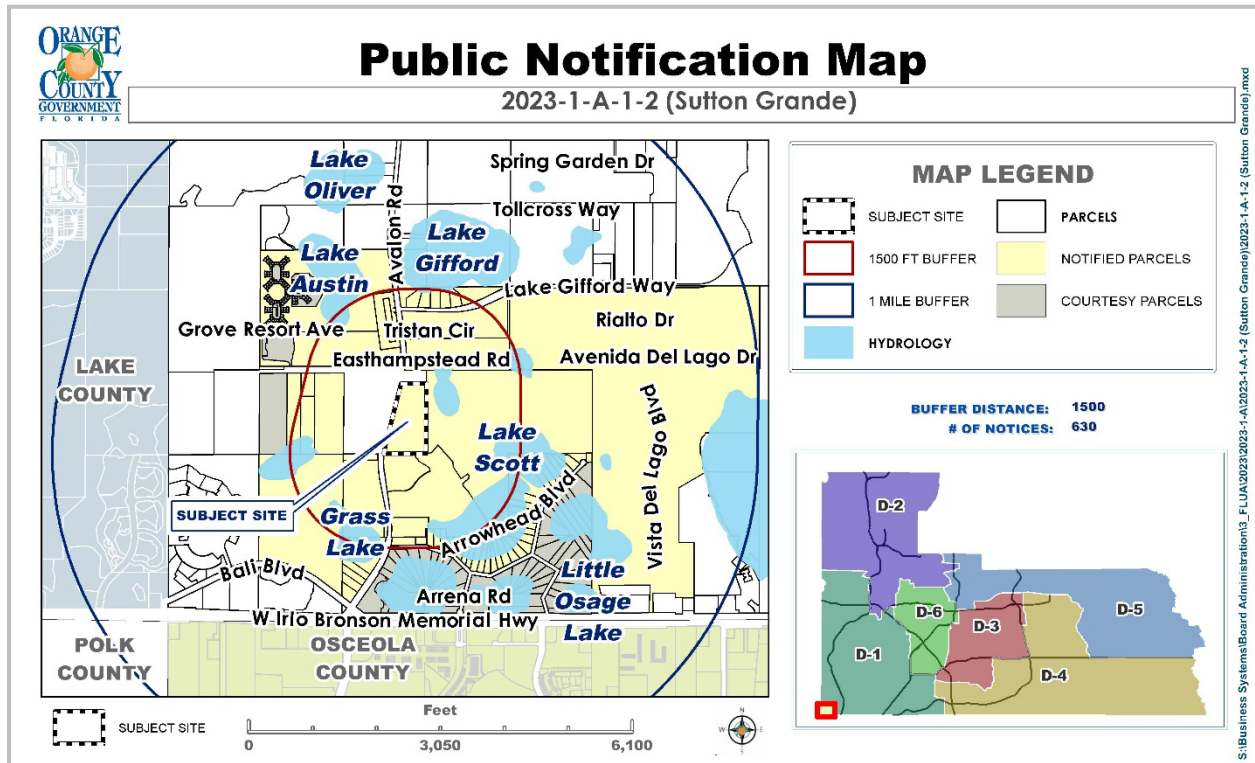 ORANGE
COUNTY
GOVERNMENT
FLORIDA
Public Notification Map
2023-1-A-1-2 (Sutton Grande)
Lake
Oliver
Spring Garden Dr
Avalon Rd
Tollcross Way
Lake
Gifford
Lake
Austin
Lake Gifford Way
Grove Resort Ave
Tristan Cir
Rialto Dr
Easthampstead Rd
Avenida Del Lago Dr
LAKE
COUNTY
Lake
Scott
Vista Del Lago Blvd
SUBJECT SITE
Grass
Lake
Arrowhead Blvd
Bali Blvd
Little
Osage
Lake
Arrena Rd
W Irlo Bronson Memorial Hwy
POLK
COUNTY
OSCEOLA
COUNTY
SUBJECT SITE
Feet
0
3,050
6,100
N
W
E
S
MAP LEGEND
SUBJECT SITE
PARCELS
1500 FT BUFFER
NOTIFIED PARCELS
1 MILE BUFFER
COURTESY PARCELS
HYDROLOGY
BUFFER DISTANCE: 1500
# OF NOTICES: 630
D-2
D-6
D-5
D-3
D-1
D-4
S:\Business Systems\Board Administration\3_FLUA\2023\2023-1-A\2023-1-A-1-2 (Sutton Grande)\2023-1-A-1-2 (Sutton Grande).mxd